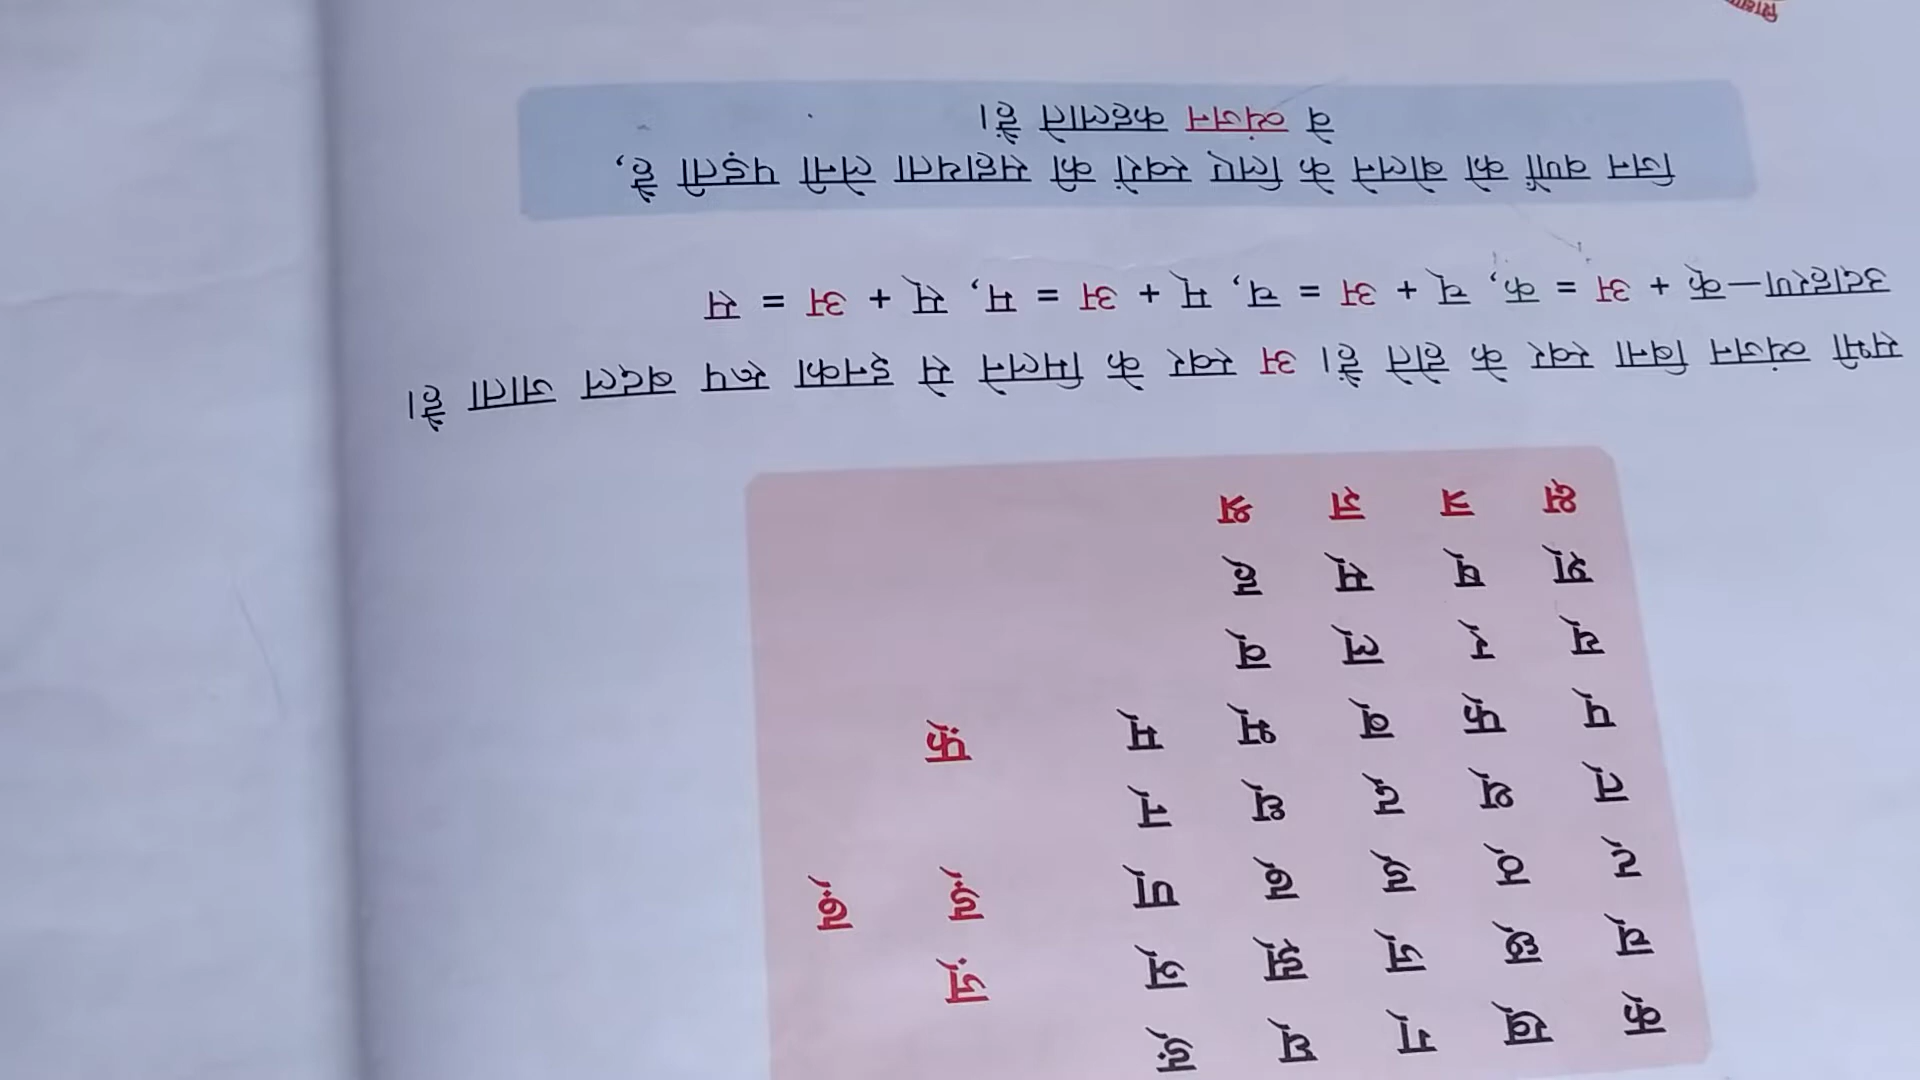 क् ख् ग् घ् ङ्
च् छ् ज् झ् ञ् ज़्
ट् ठ् ड् ढ् ण् ड़् ढ़्
त् थ् द् ध् न्
प् फ् ब् भ् म् फ़्
य् र् ल् व्
श् ष् स् ह्
क्ष त्र ज्ञ श्र
सभी व्यंजन बिना स्वर के होते हैं। अ स्वर के मिलने से इनका रूप बदल जाता है।
उदाहरण—क् + अ = क, च् + अ = च, म् + अ = म, स् + अ = स
जिन वर्णों को बोलने के लिए स्वरों की सहायता लेनी पड़ती है,
वे व्यंजन कहलाते हैं।